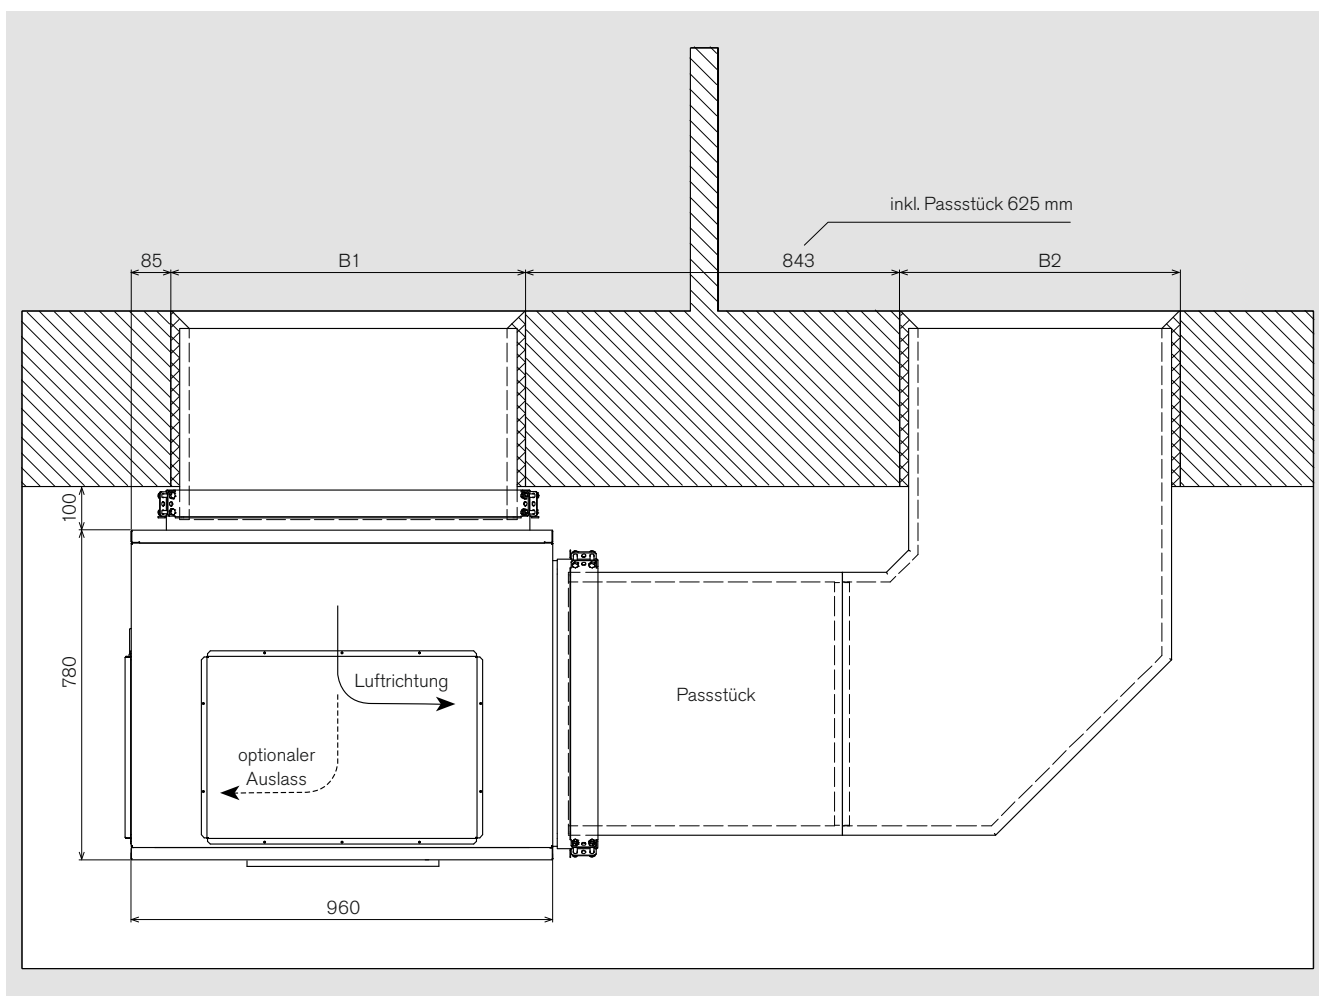 inkl. Passstück 625 mm
85
B1
843
B2
100
780
Luftrichtung
Passstück
optionaler
Auslass
960